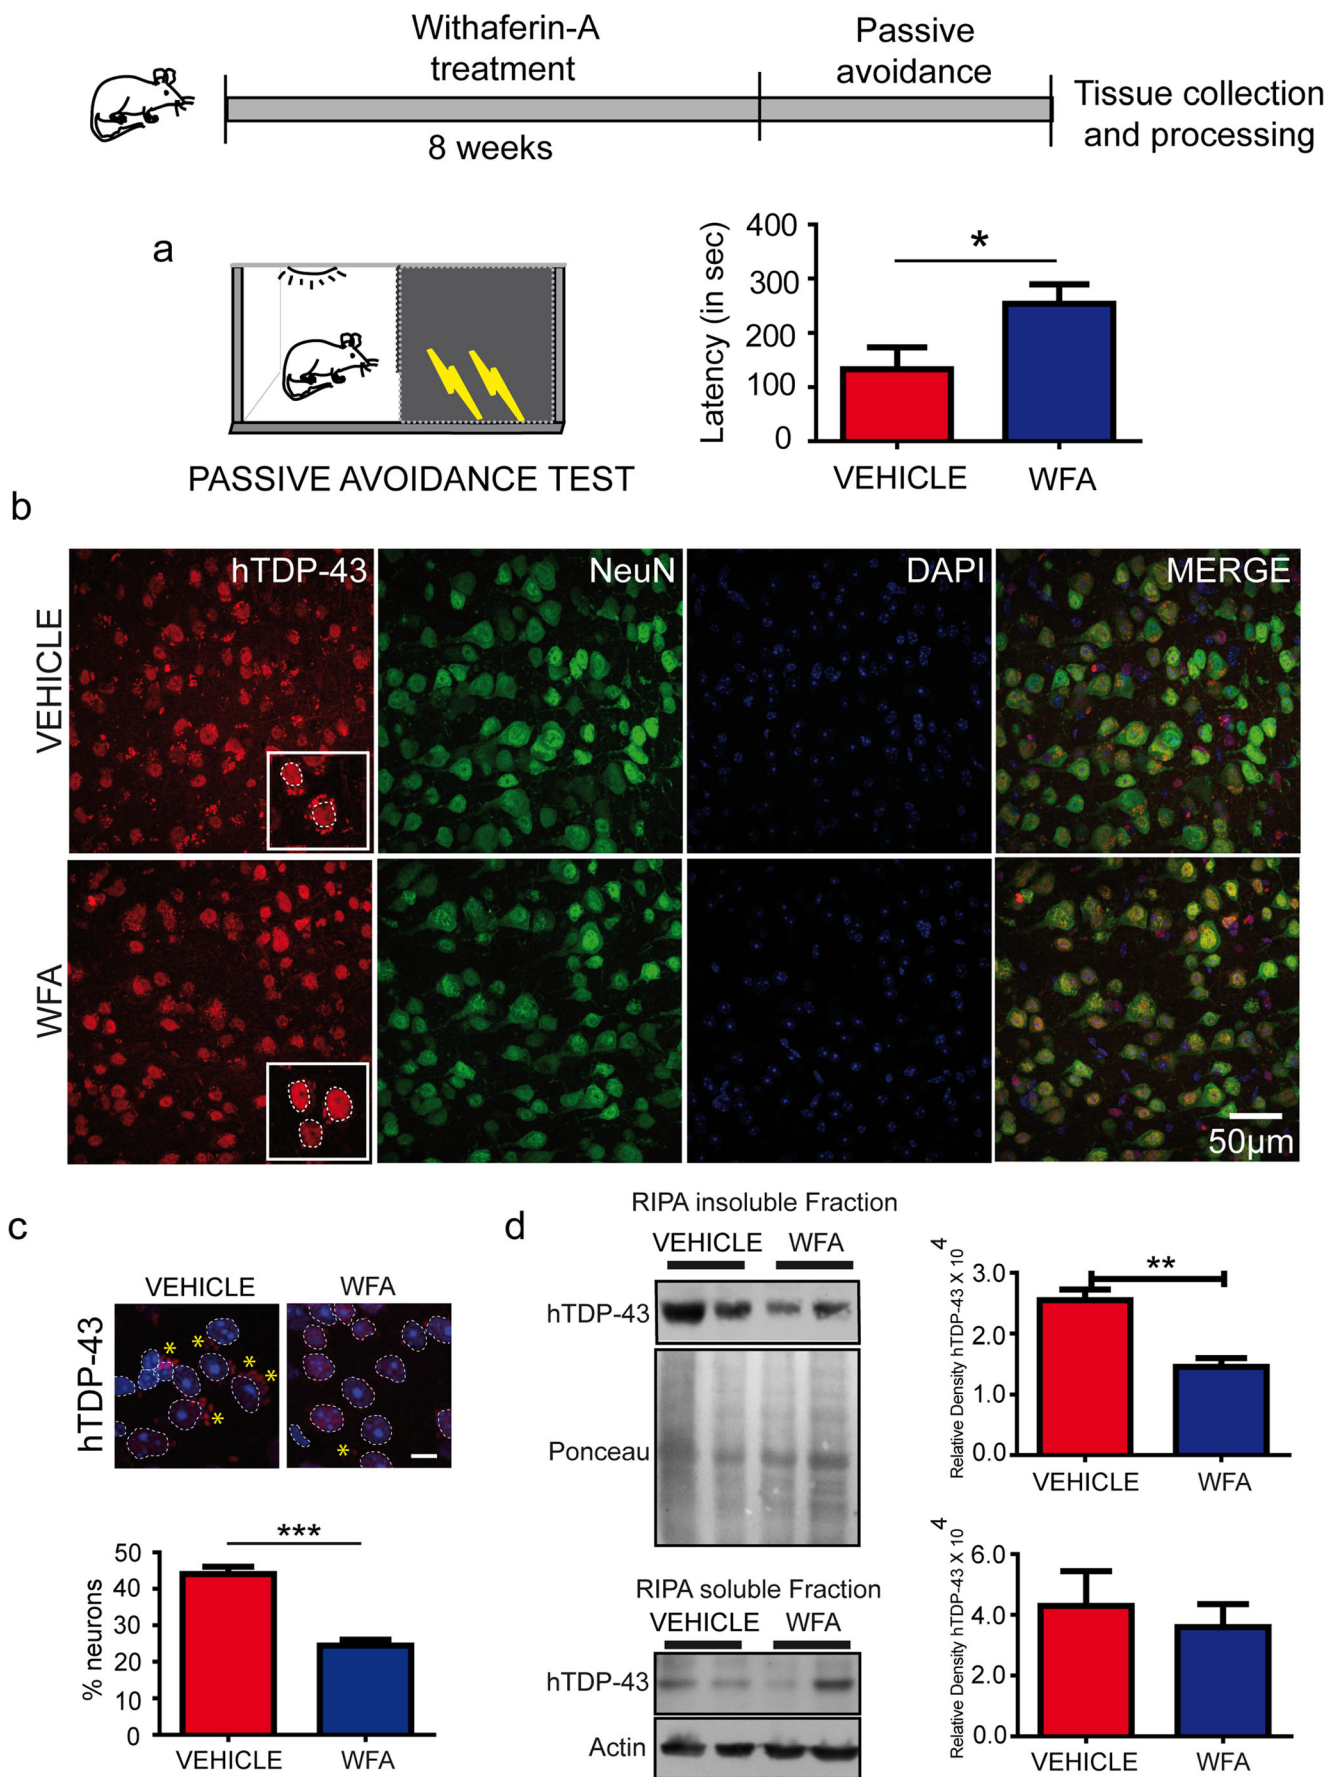 Withaferin-A
treatment
Passive
avoidance
8 weeks
Tissue collection
and processing
a
PASSIVE AVOIDANCE TEST
Latency (in sec)
400
300
200
100
0
*
VEHICLE
WFA
b
hTDP-43
NeuN
DAPI
MERGE
VEHICLE
WFA
50µm
c
VEHICLE
WFA
hTDP-43
*
*
*
*
*
*
***
% neurons
50
40
30
20
10
0
VEHICLE
WFA
d
RIPA insoluble Fraction
VEHICLE
WFA
hTDP-43
Ponceau
Relative Density hTDP-43 X 10 4
3.0
2.0
1.0
0.0
**
VEHICLE
WFA
RIPA soluble Fraction
VEHICLE
WFA
hTDP-43
Actin
Relative Density hTDP-43 X 10 4
6.0
4.0
2.0
0.0
VEHICLE
WFA